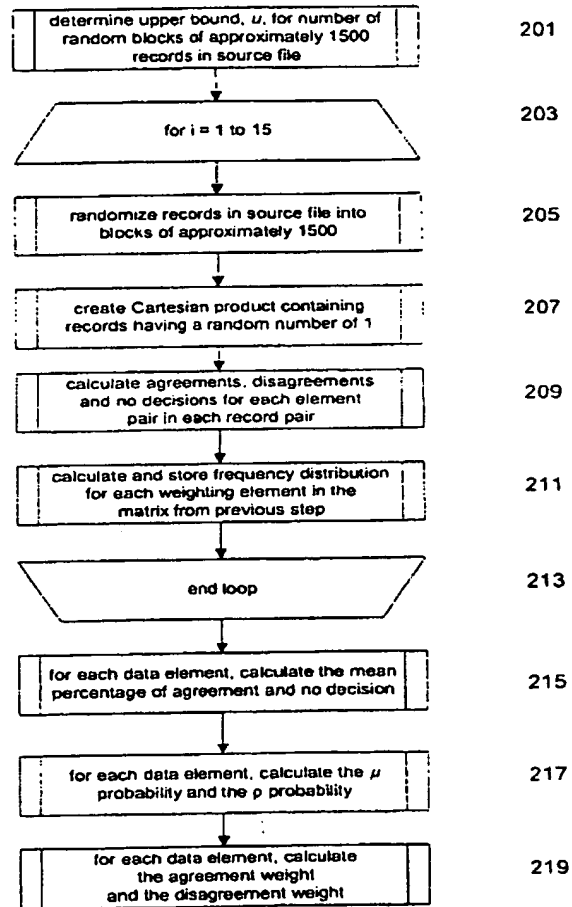 determine upper bound, u, for number of
random blocks of approximately 1500
records in source file
201
for i = 1 to 15
203
randomize records in source file into
blocks of approximately 1500
205
create Cartesian product containing
records having a random number of 1
207
calculate agreements, disagreements
and no decisions for each element
pair in each record pair
209
calculate and store frequency distribution
for each weighting element in the
matrix from previous step
211
end loop
213
for each data element, calculate the mean
percentage of agreement and no decision
215
for each data element, calculate the μ
probability and the ρ probability
217
for each data element, calculate
the agreement weight
and the disagreement weight
219